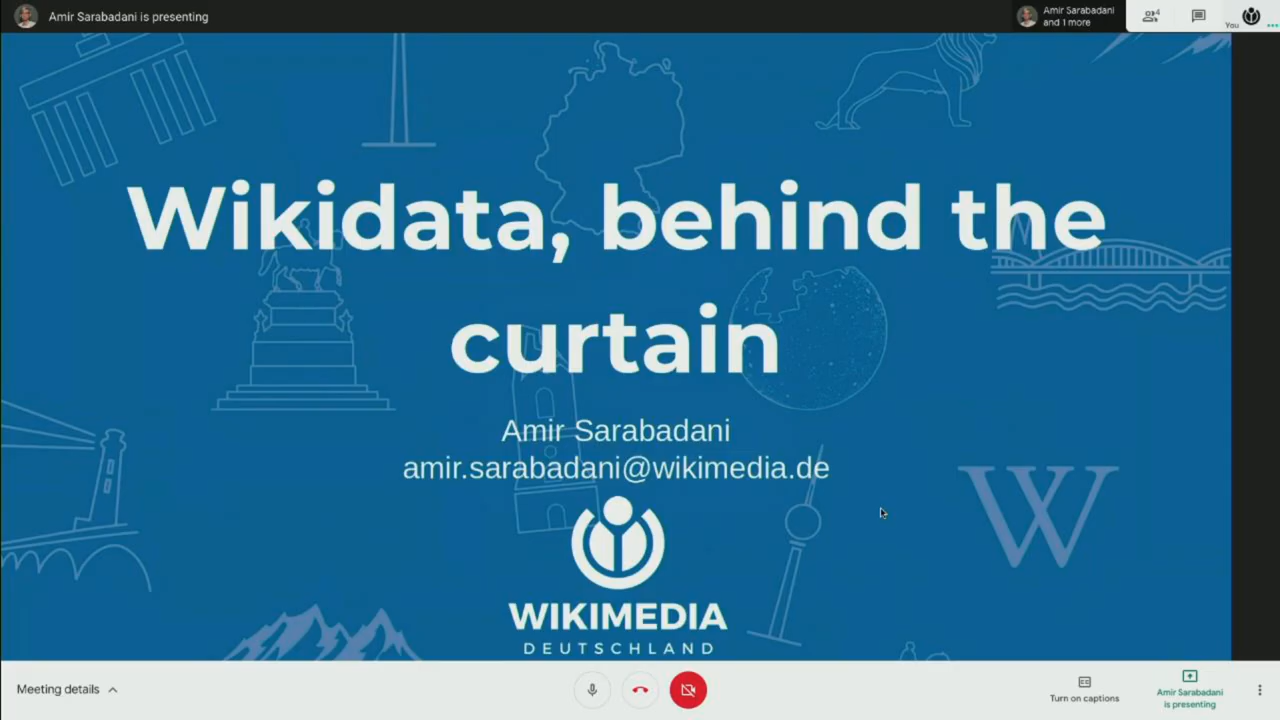 Amir Sarabadani is presenting
Amir Sarabadani
and 1 more
4
You
Wikidata, behind the
curtain
Amir Sarabadani
amir.sarabadani@wikimedia.de
W
WIKIMEDIA
DEUTSCHLAND
Meeting details
Turn on captions
Amir Sarabadani
is presenting